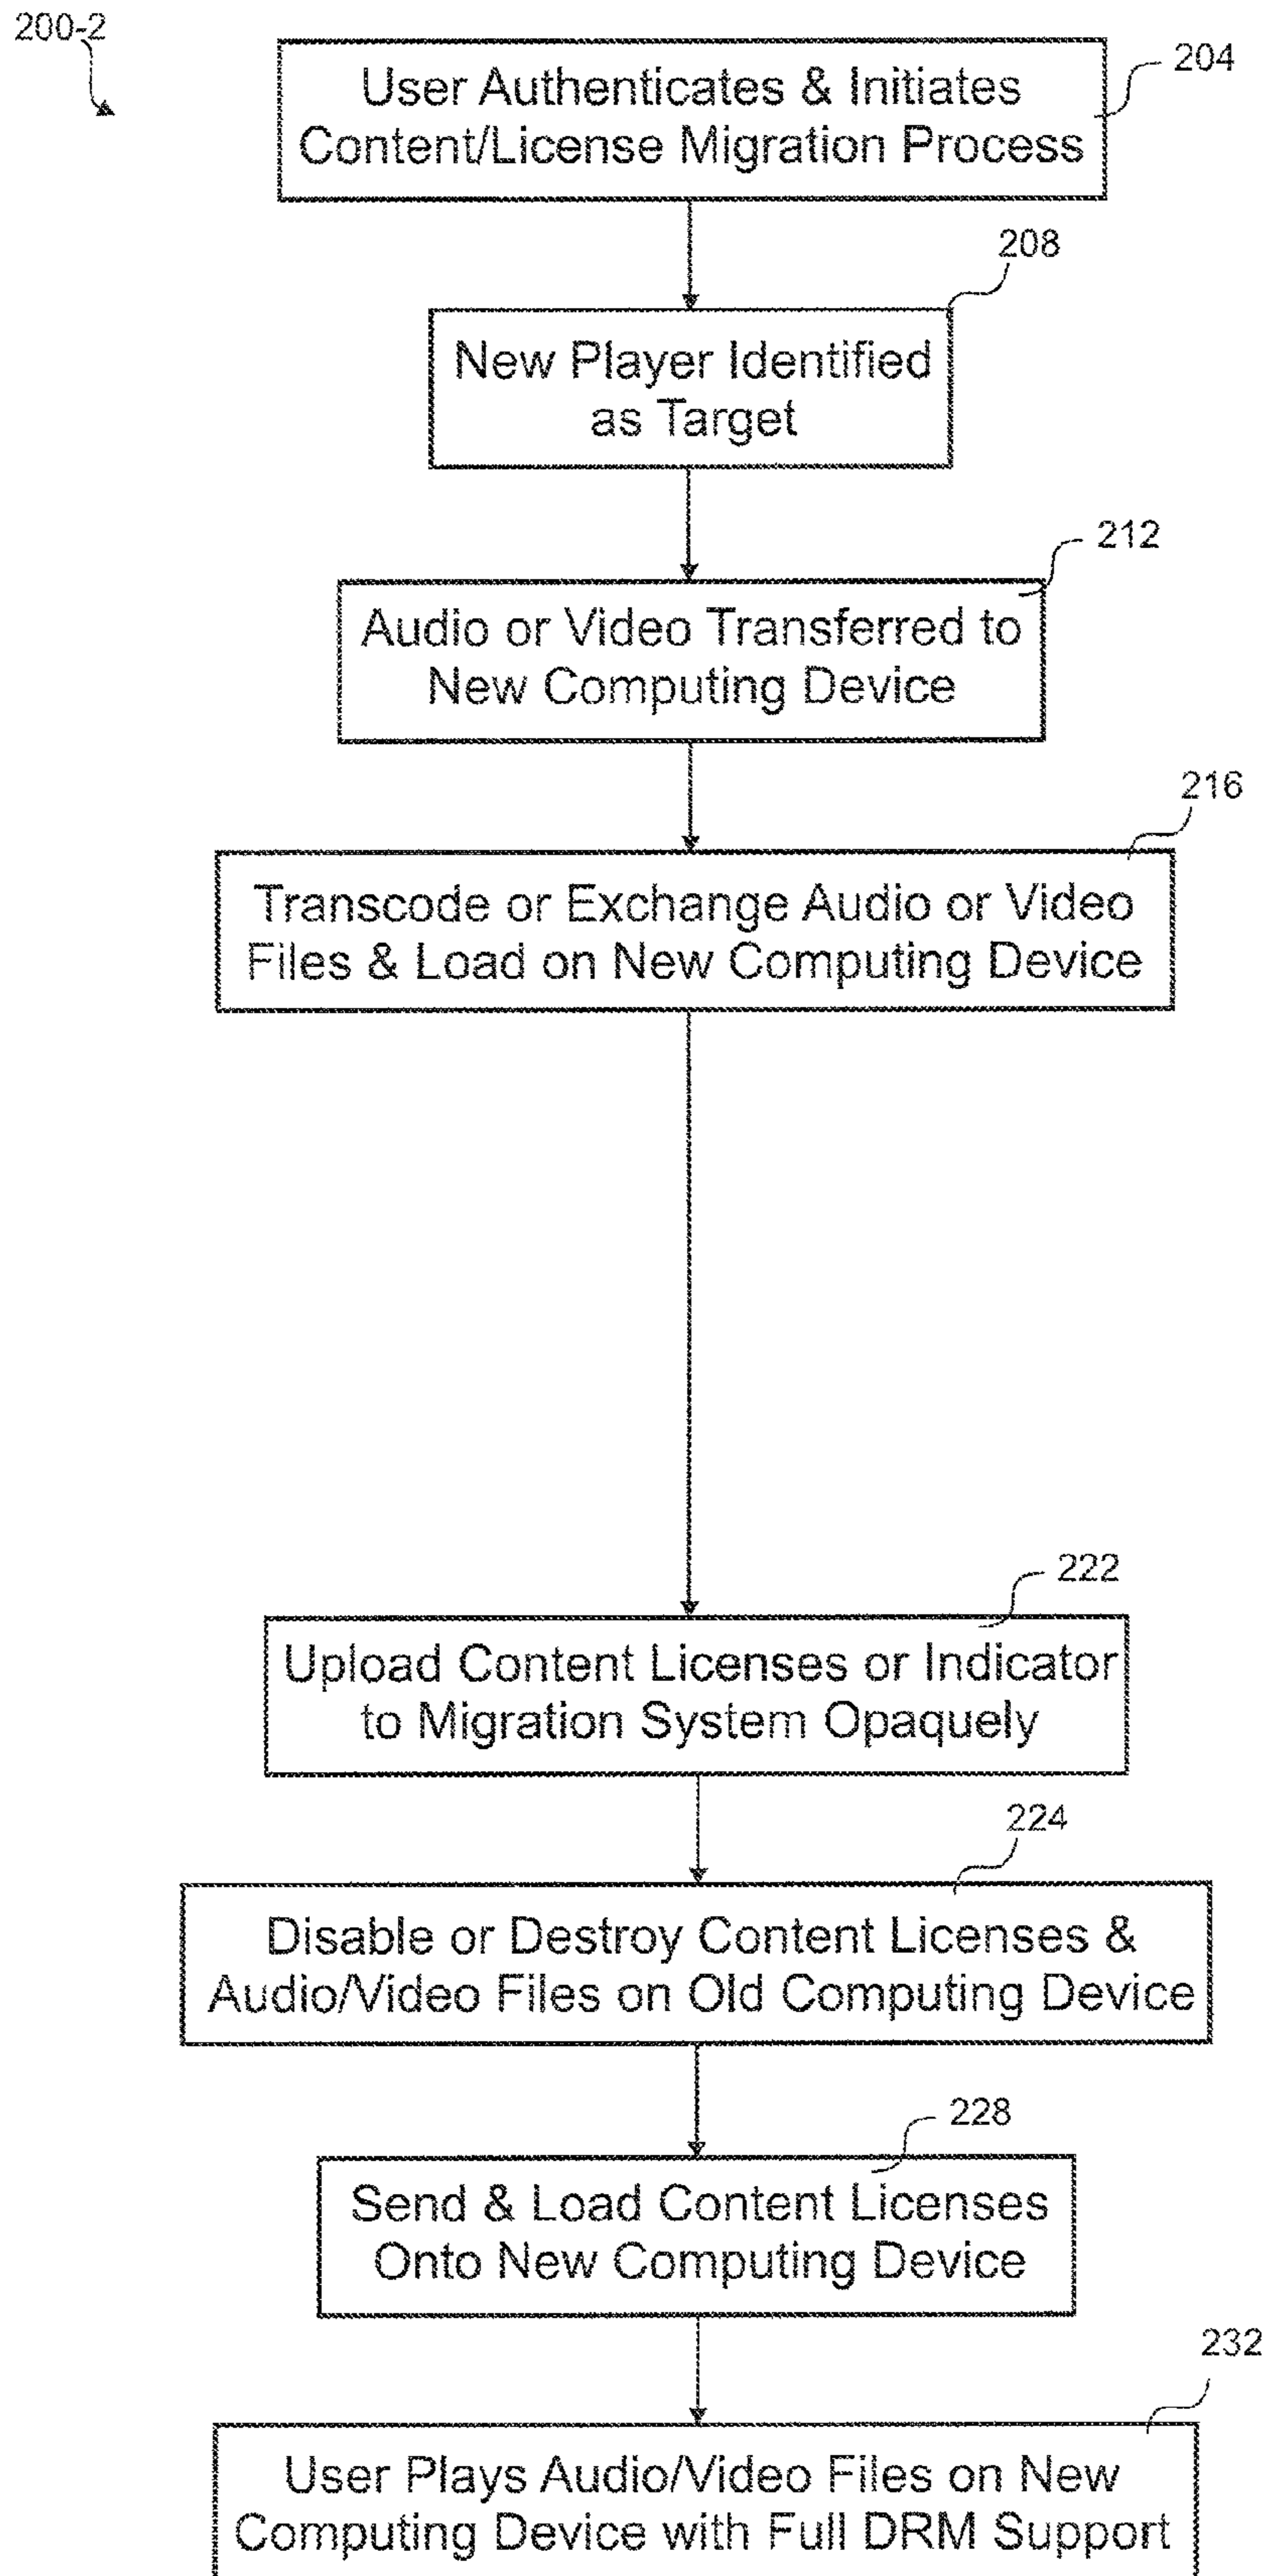 200-2
User Authenticates & Initiates
Content/License Migration Process
204
208
New Player Identified
as Target
212
Audio or Video Transferred to
New Computing Device
216
Transcode or Exchange Audio or Video
Files & Load on New Computing Device
222
Upload Content Licenses or Indicator
to Migration System Opaquely
224
Disable or Destroy Content Licenses &
Audio/Video Files on Old Computing Device
228
Send & Load Content Licenses
Onto New Computing Device
232
User Plays Audio/Video Files on New
Computing Device with Full DRM Support